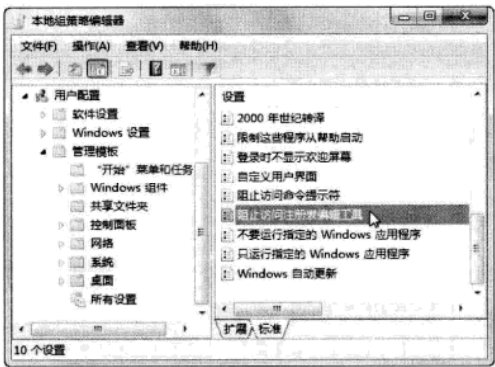 本地组策略编辑器
文件(F) 操作(A) 查看(V) 帮助(H)
用户配置
软件设置
Windows 设置
管理模板
“开始”菜单和任务
Windows 组件
共享文件夹
控制面板
网络
系统
桌面
所有设置
设置
2000 年世纪转译
限制这些程序从帮助启动
登录时不显示欢迎屏幕
自定义用户界面
阻止访问命令提示符
阻止访问注册表编辑工具
不要运行指定的 Windows 应用程序
只运行指定的 Windows 应用程序
Windows 自动更新
扩展 标准
10 个设置